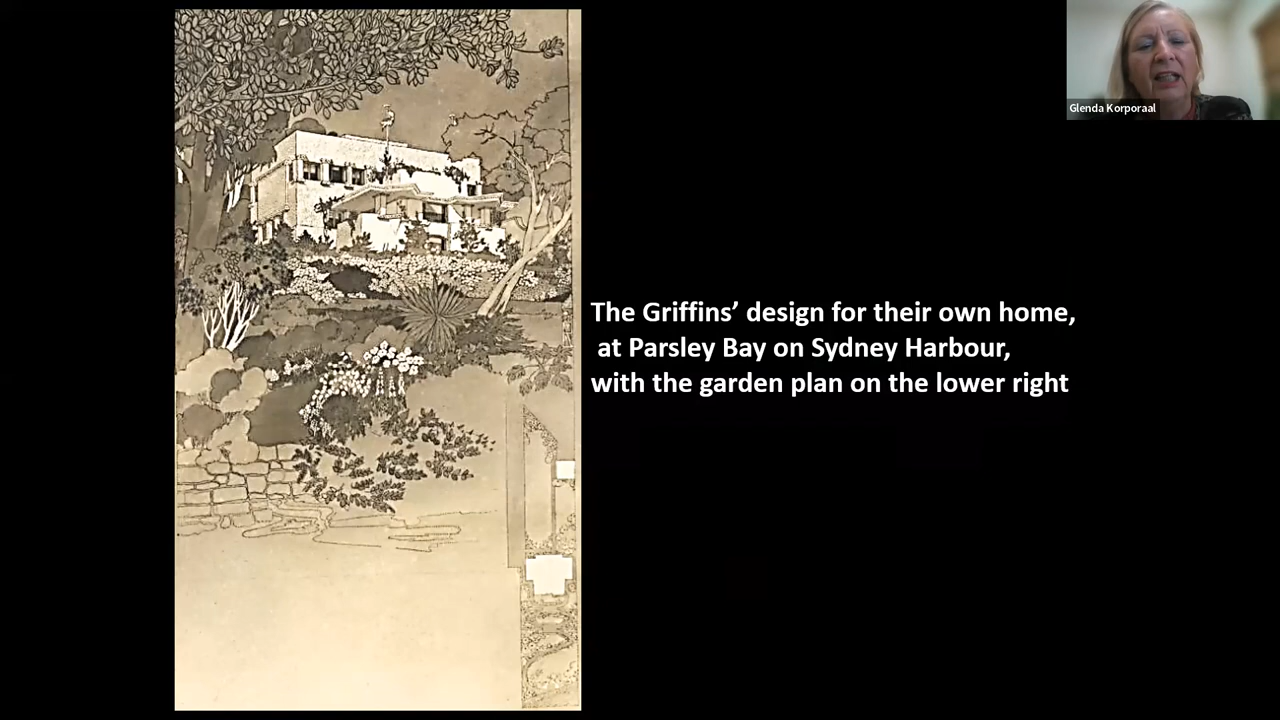 Glenda Korporaal
The Griffins’ design for their own home,
at Parsley Bay on Sydney Harbour,
with the garden plan on the lower right